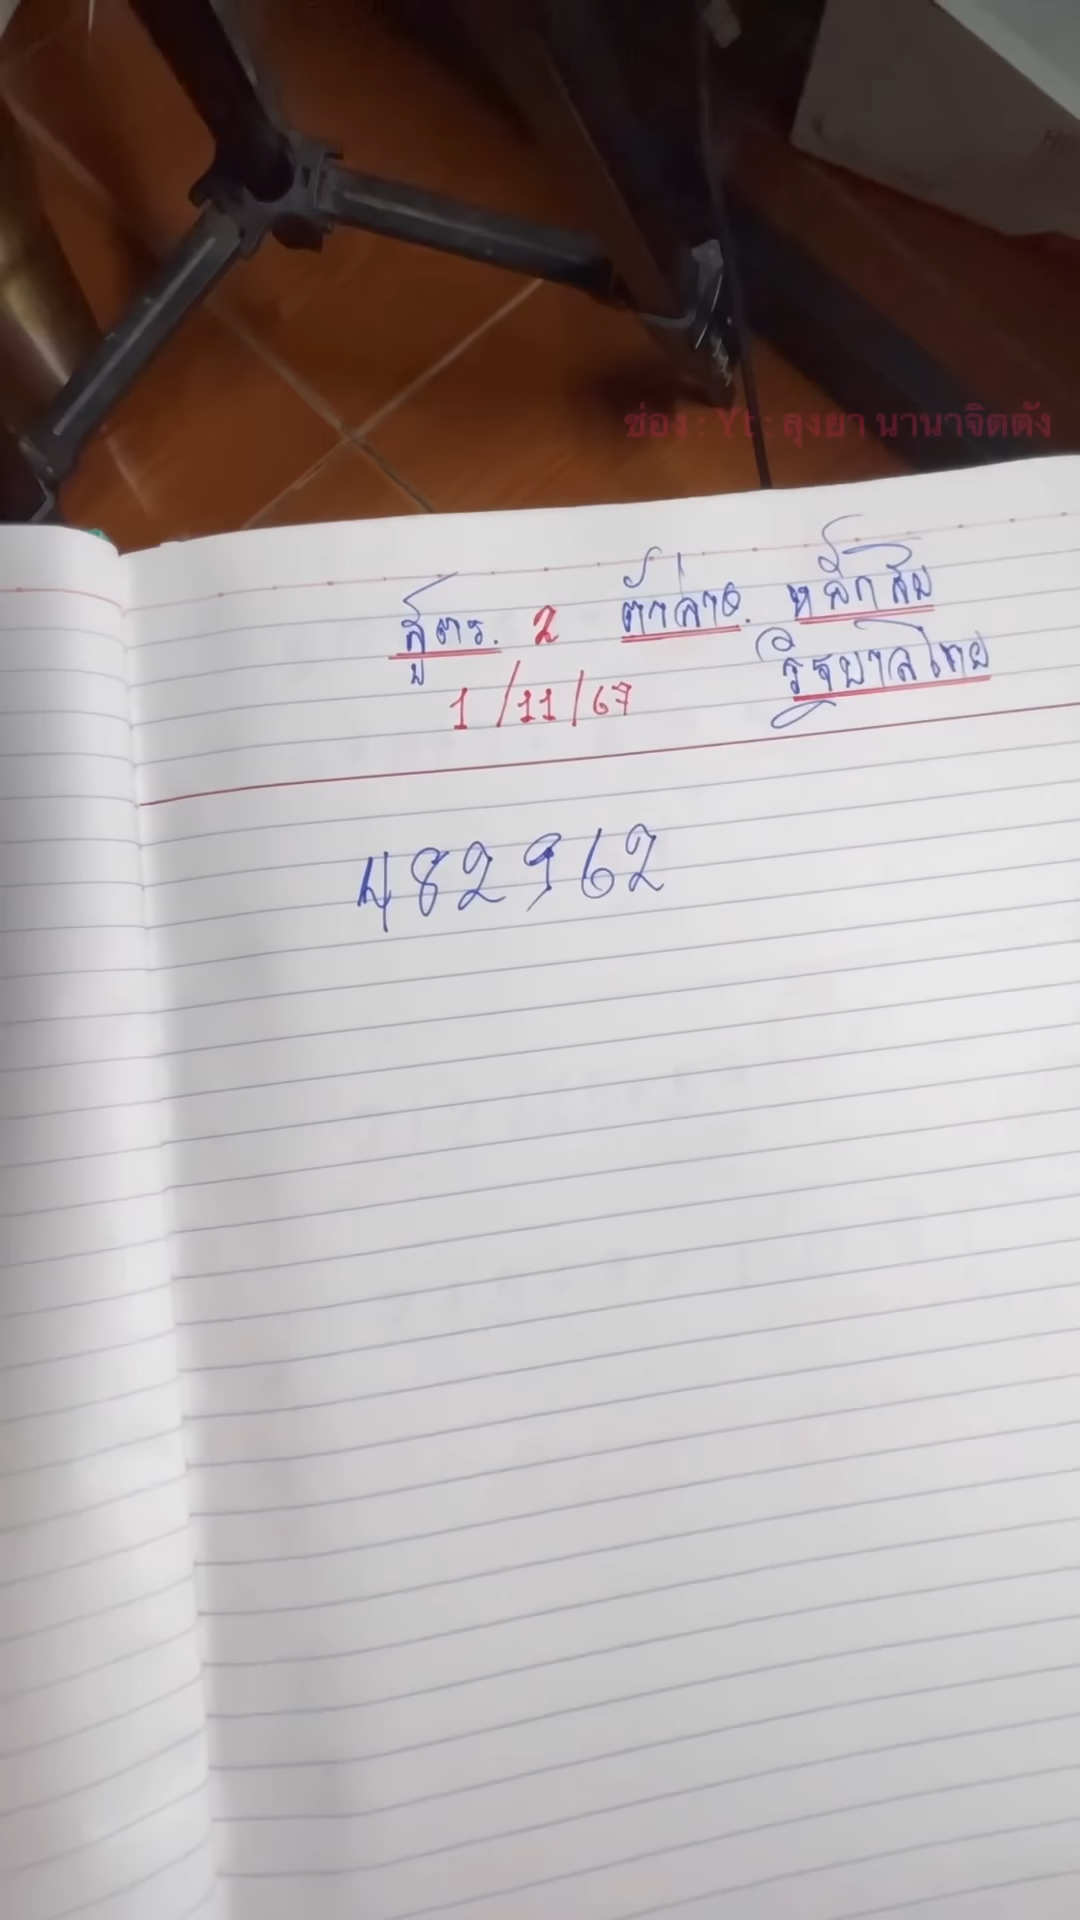 ช่อง : Yt : ลุงยา นานาจิตตัง
สูตร. 2 ตัวล่าง. หลักสิบ
1/11/67 รัฐบาลไทย
482962